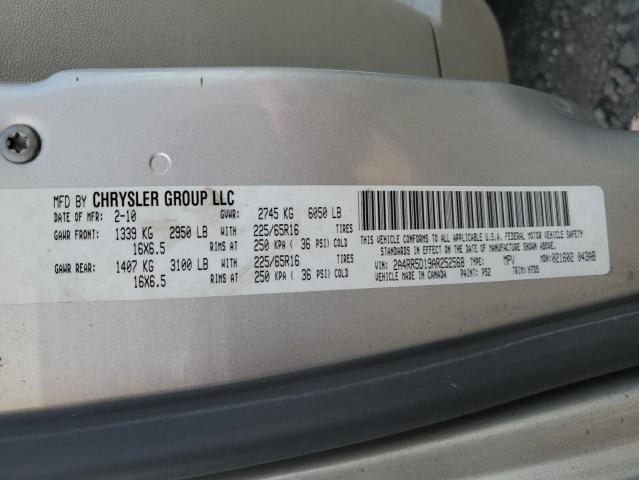 MFD BY CHRYSLER GROUP LLC
DATE OF MFR: 2-10 GVWR: 2745 KG 6050 LB
GAWR FRONT: 1339 KG 2950 LB WITH 225/65R16 TIRES
16X6.5 RIMS AT 250 KPA ( 36 PSI) COLD
GAWR REAR: 1407 KG 3100 LB WITH 225/65R16 TIRES
16X6.5 RIMS AT 250 KPA ( 36 PSI) COLD
THIS VEHICLE CONFORMS TO ALL APPLICABLE U.S.A. FEDERAL MOTOR VEHICLE SAFETY
STANDARDS IN EFFECT ON THE DATE OF MANUFACTURE SHOWN ABOVE.
VIN: 2A4RR5D19AR252568 TYPE: MPV MDH: 021602 043AB
VEHICLE MADE IN CANADA PAINT: PS2 TRIM: H7D5